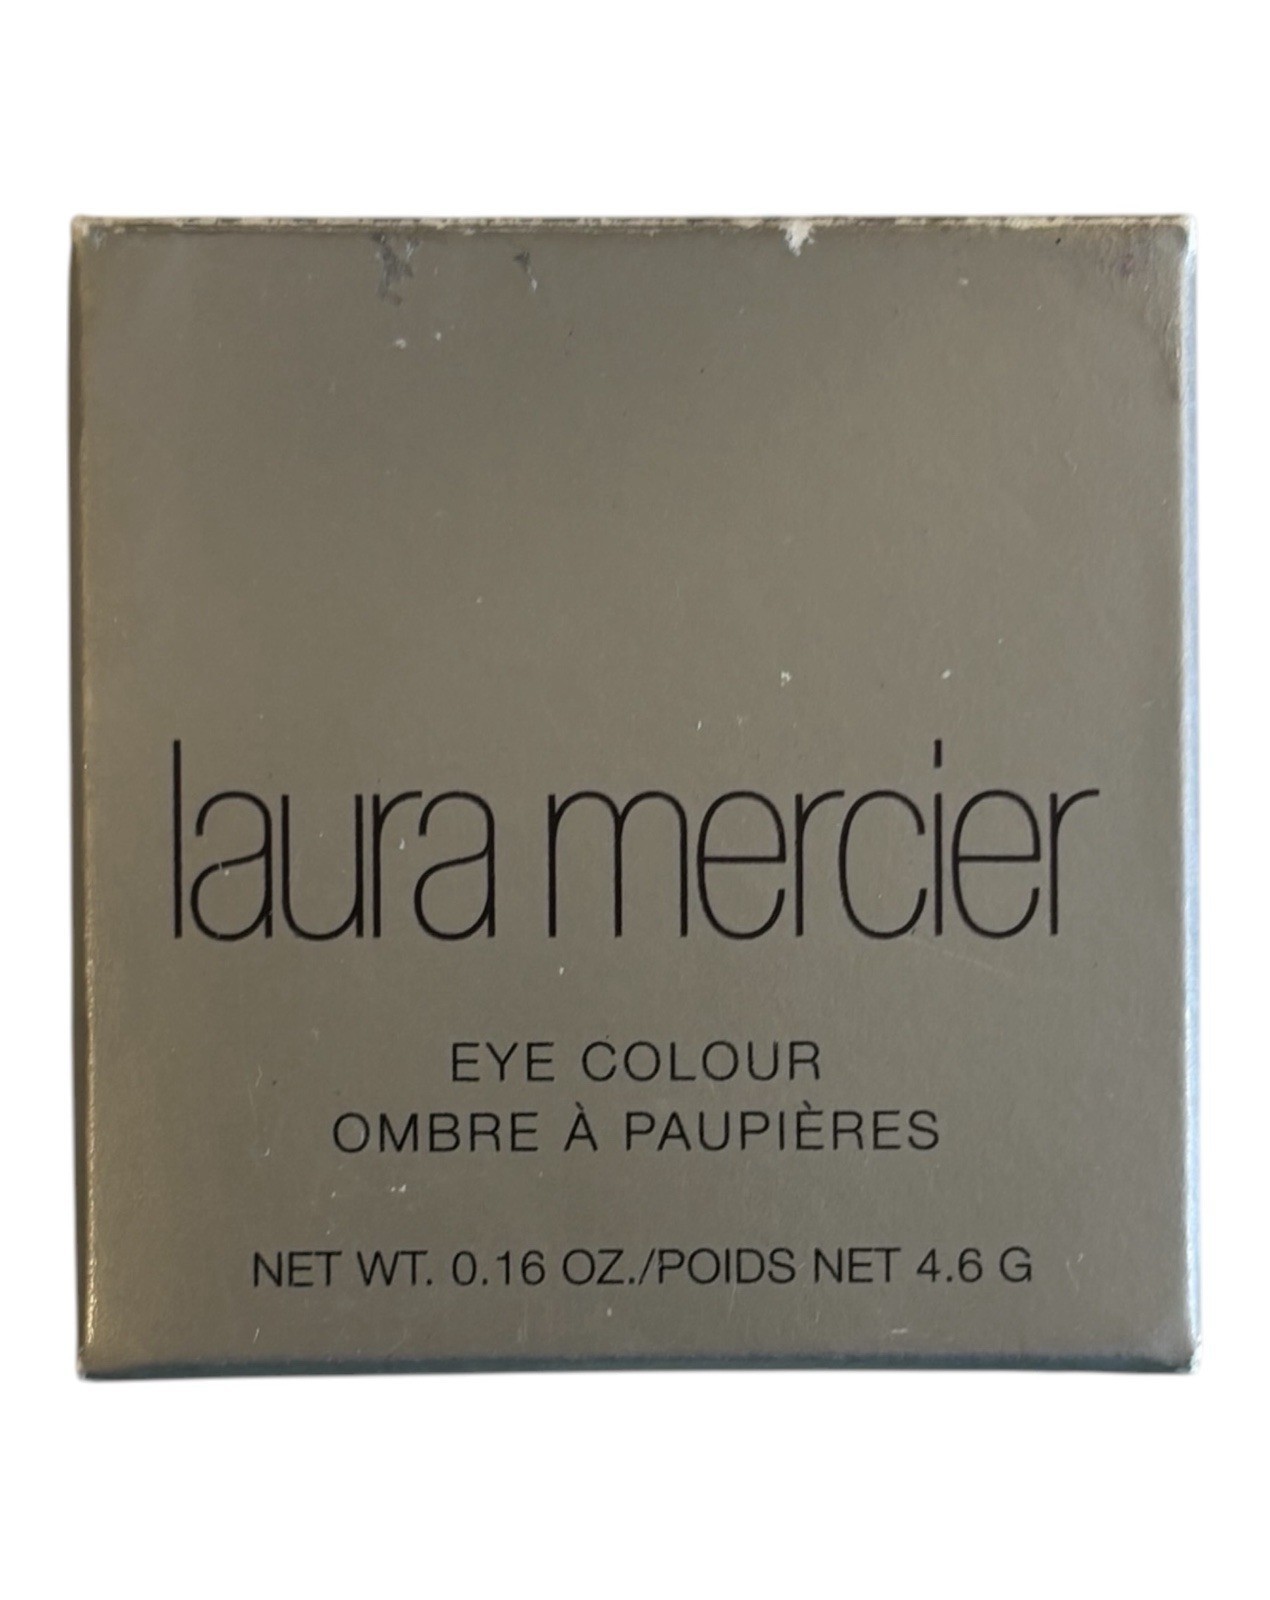 laura mercier
EYE COLOUR
OMBRE À PAUPIÈRES
NET WT. 0.16 OZ./POIDS NET 4.6 G